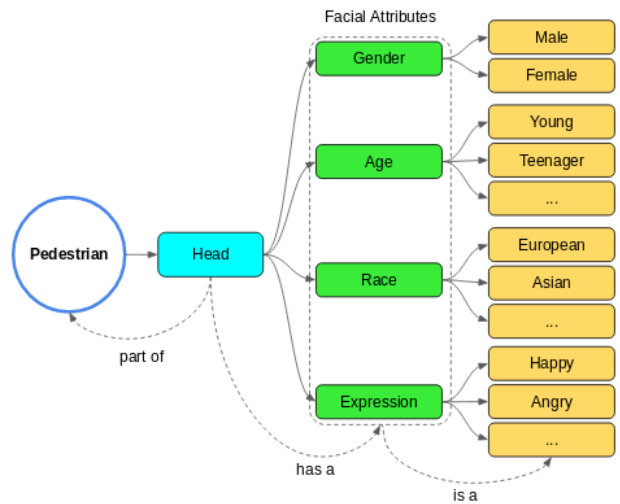 Facial Attributes
Male
Gender
Female
Young
Age
Teenager
...
European
Pedestrian
Head
Race
Asian
...
part of
Happy
Expression
Angry
...
has a
is a